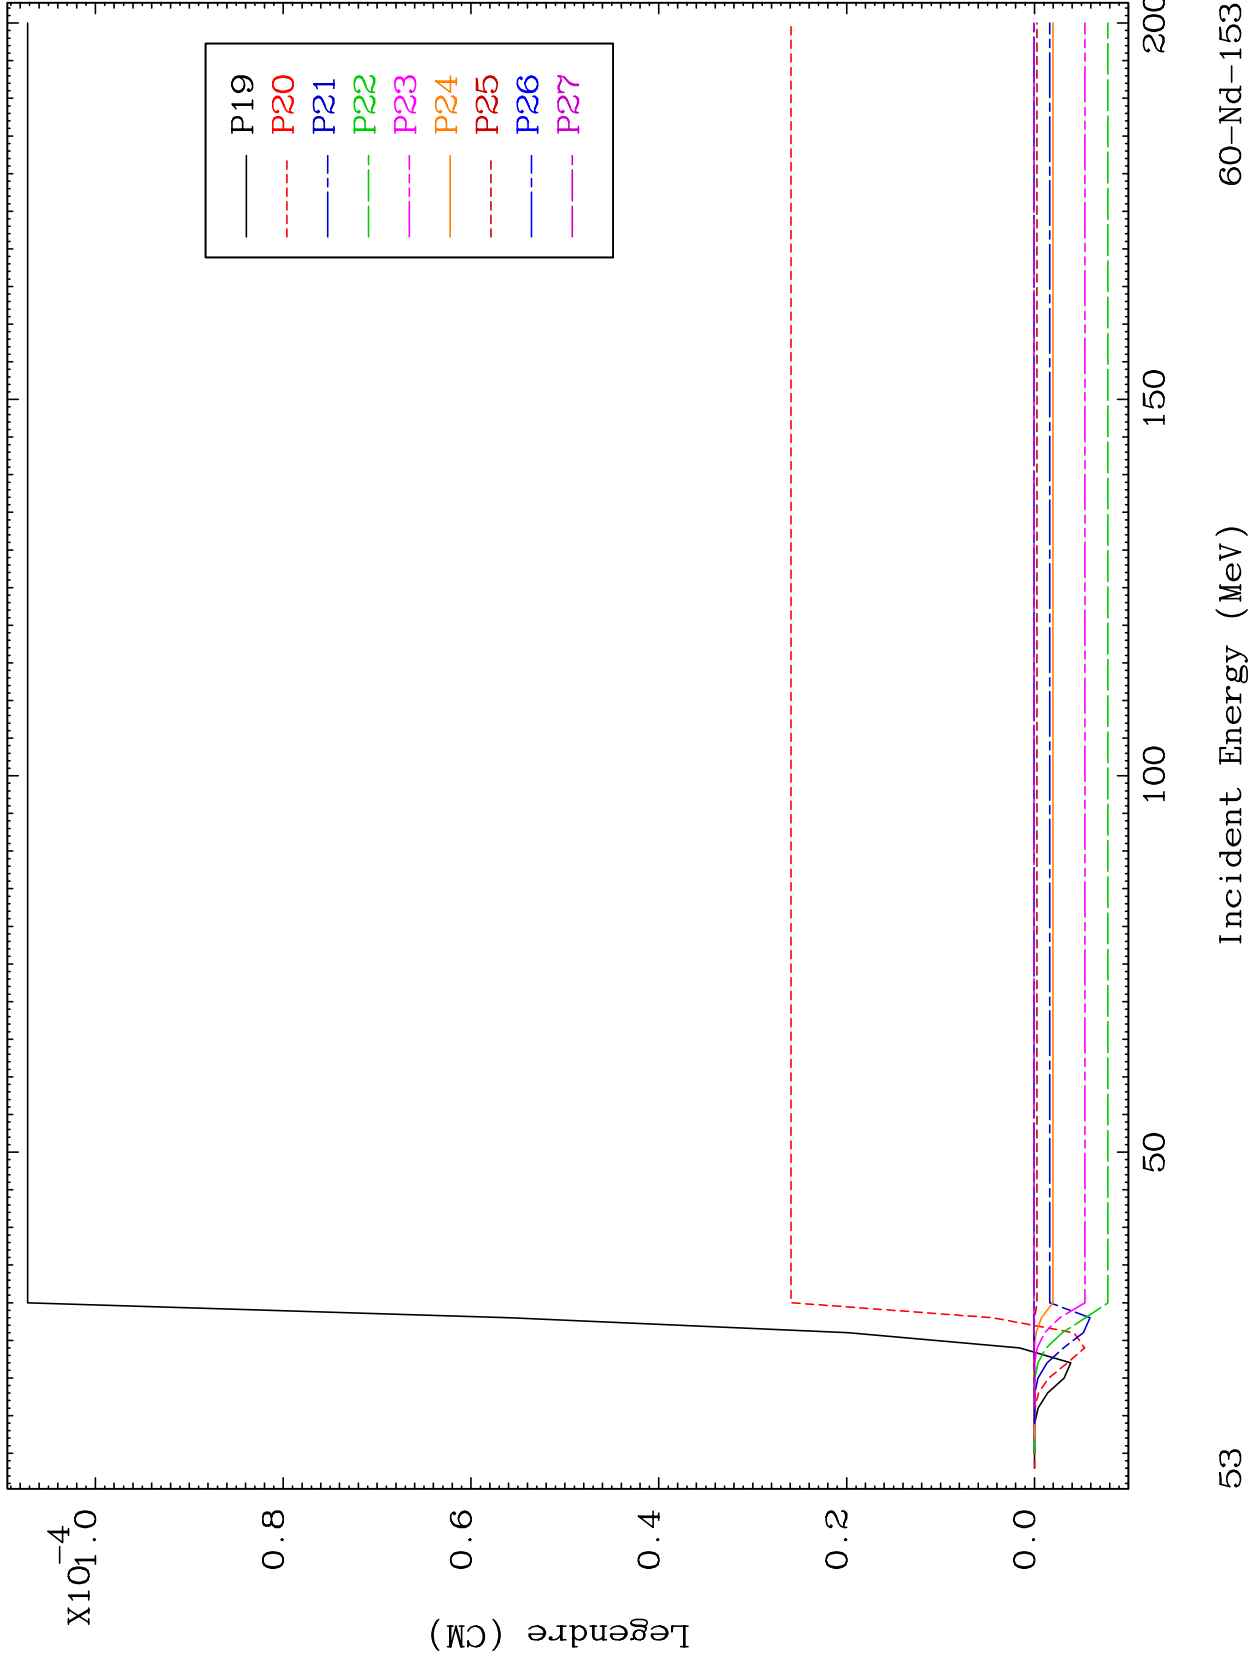 X10-4
1.0
0.8
0.6
0.4
0.2
0.0
Legendre (CM)
P19
P20
P21
P22
P23
P24
P25
P26
P27
50
100
150
200
Incident Energy (MeV)
53
60-Nd-153